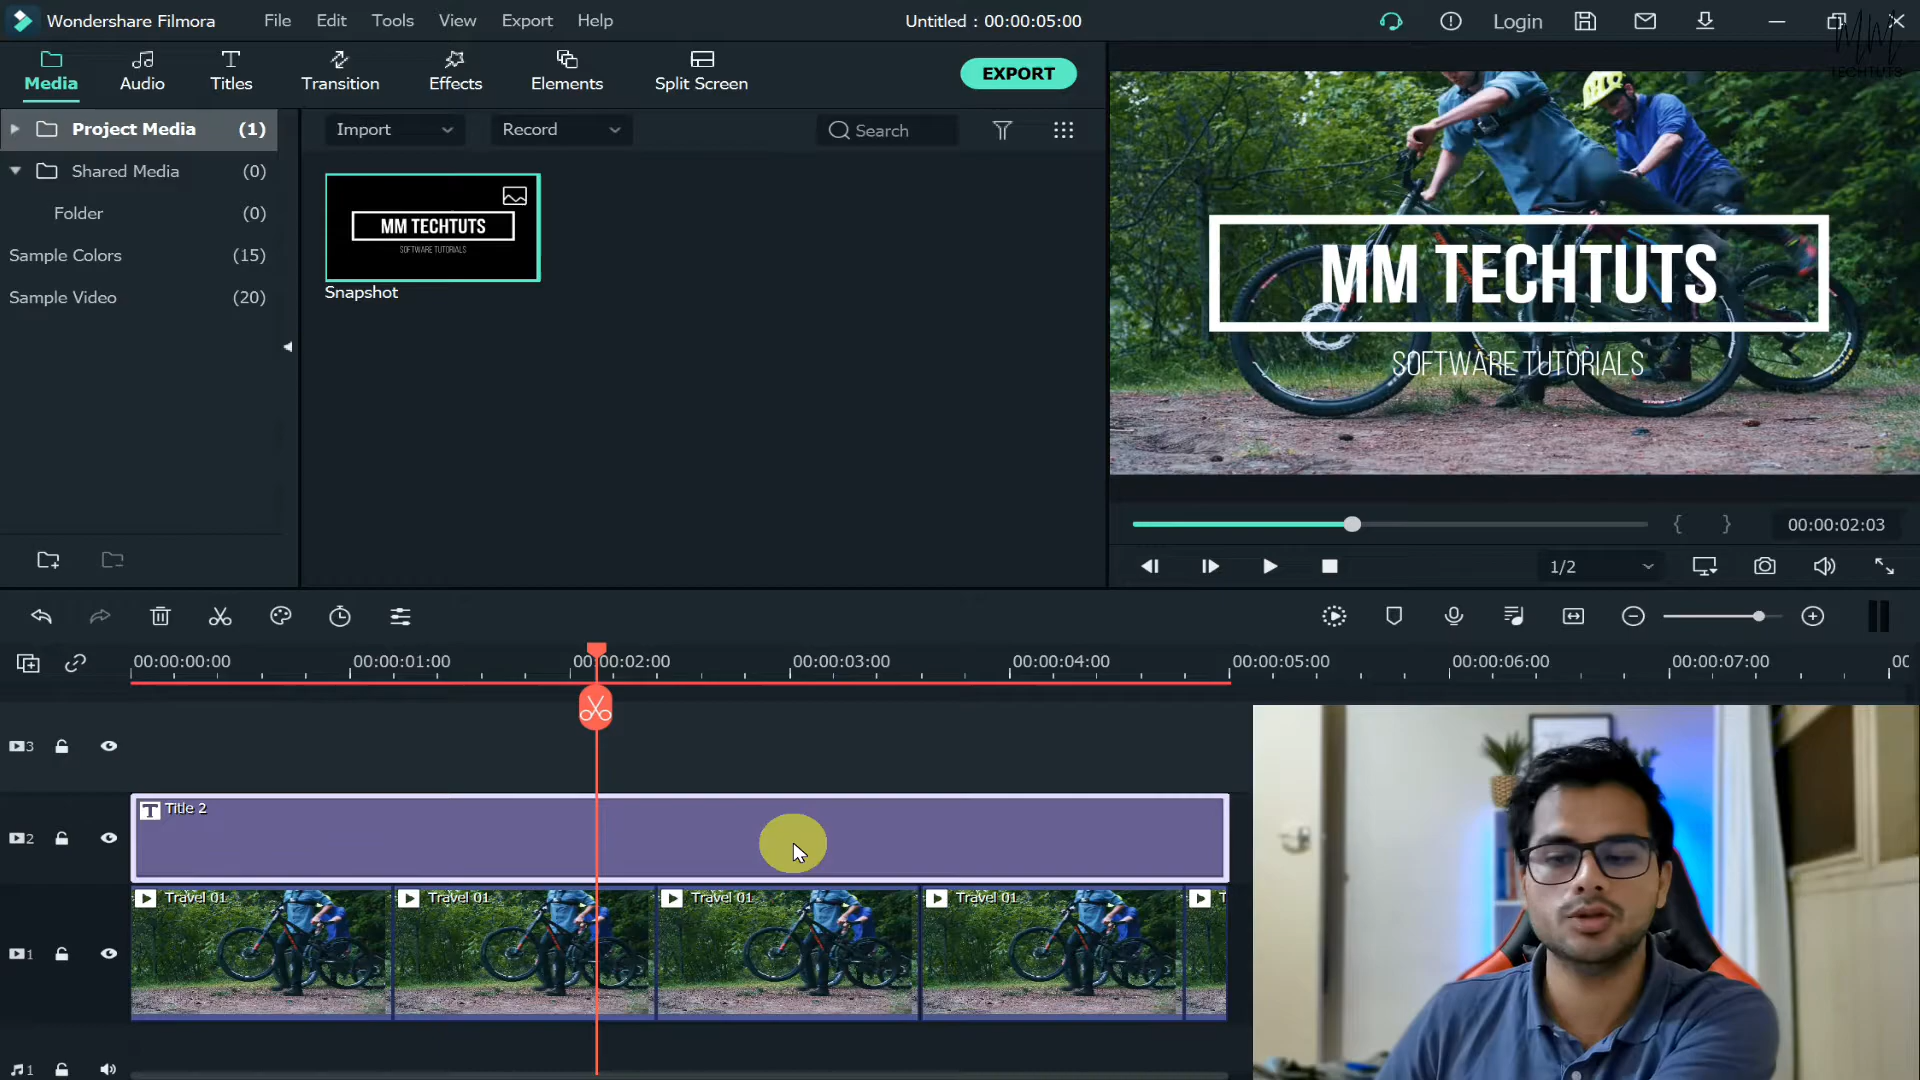 Wondershare Filmora File Edit Tools View Export Help Untitled : 00:00:05:00 Login
MM
TECHTUTS
Media Audio Titles Transition Effects Elements Split Screen EXPORT
Project Media (1)
Shared Media (0)
Folder (0)
Sample Colors (15)
Sample Video (20)
Import Record Search
MM TECHTUTS
SOFTWARE TUTORIALS
Snapshot
MM TECHTUTS
SOFTWARE TUTORIALS
{ } 00:00:02:03
1/2
00:00:00:00 00:00:01:00 00:00:02:00 00:00:03:00 00:00:04:00 00:00:05:00 00:00:06:00 00:00:07:00 00
3
T Title 2
2
Travel 01 Travel 01 Travel 01 Travel 01 T
1
1